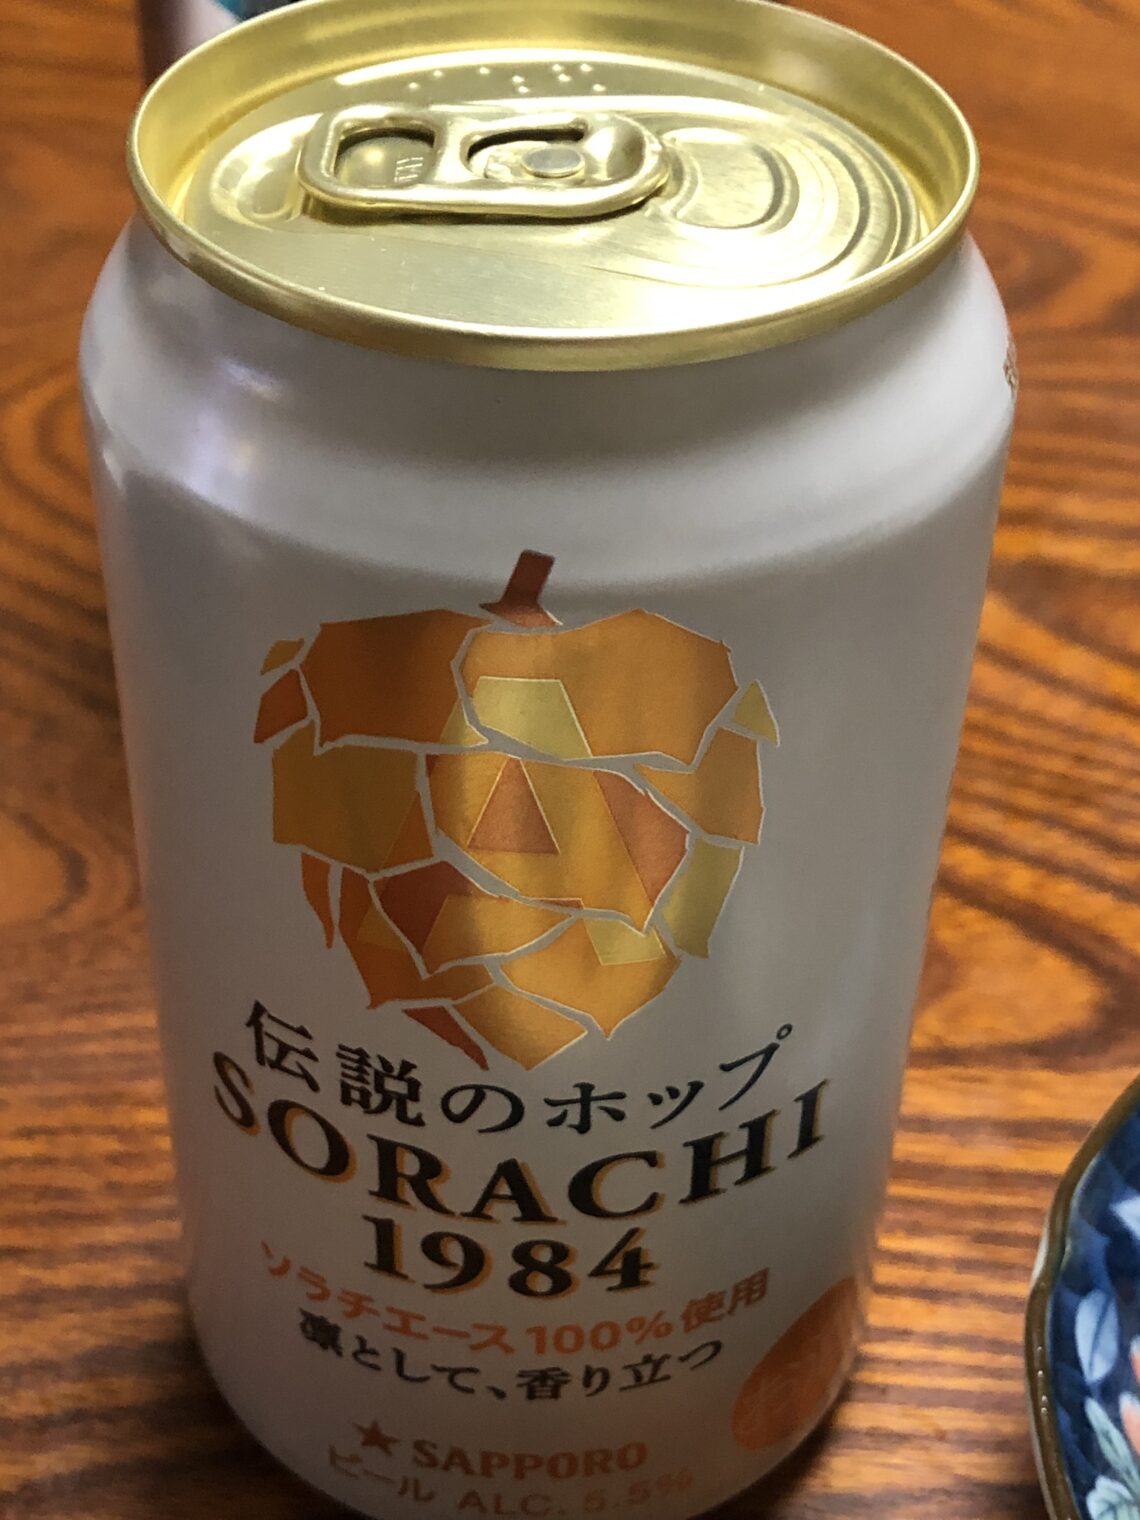 伝説のホップ
SORACHI
1984
ソラチエース100%使用
凛として、香り立つ
★SAPPORO
ビール ALC. 5.5%